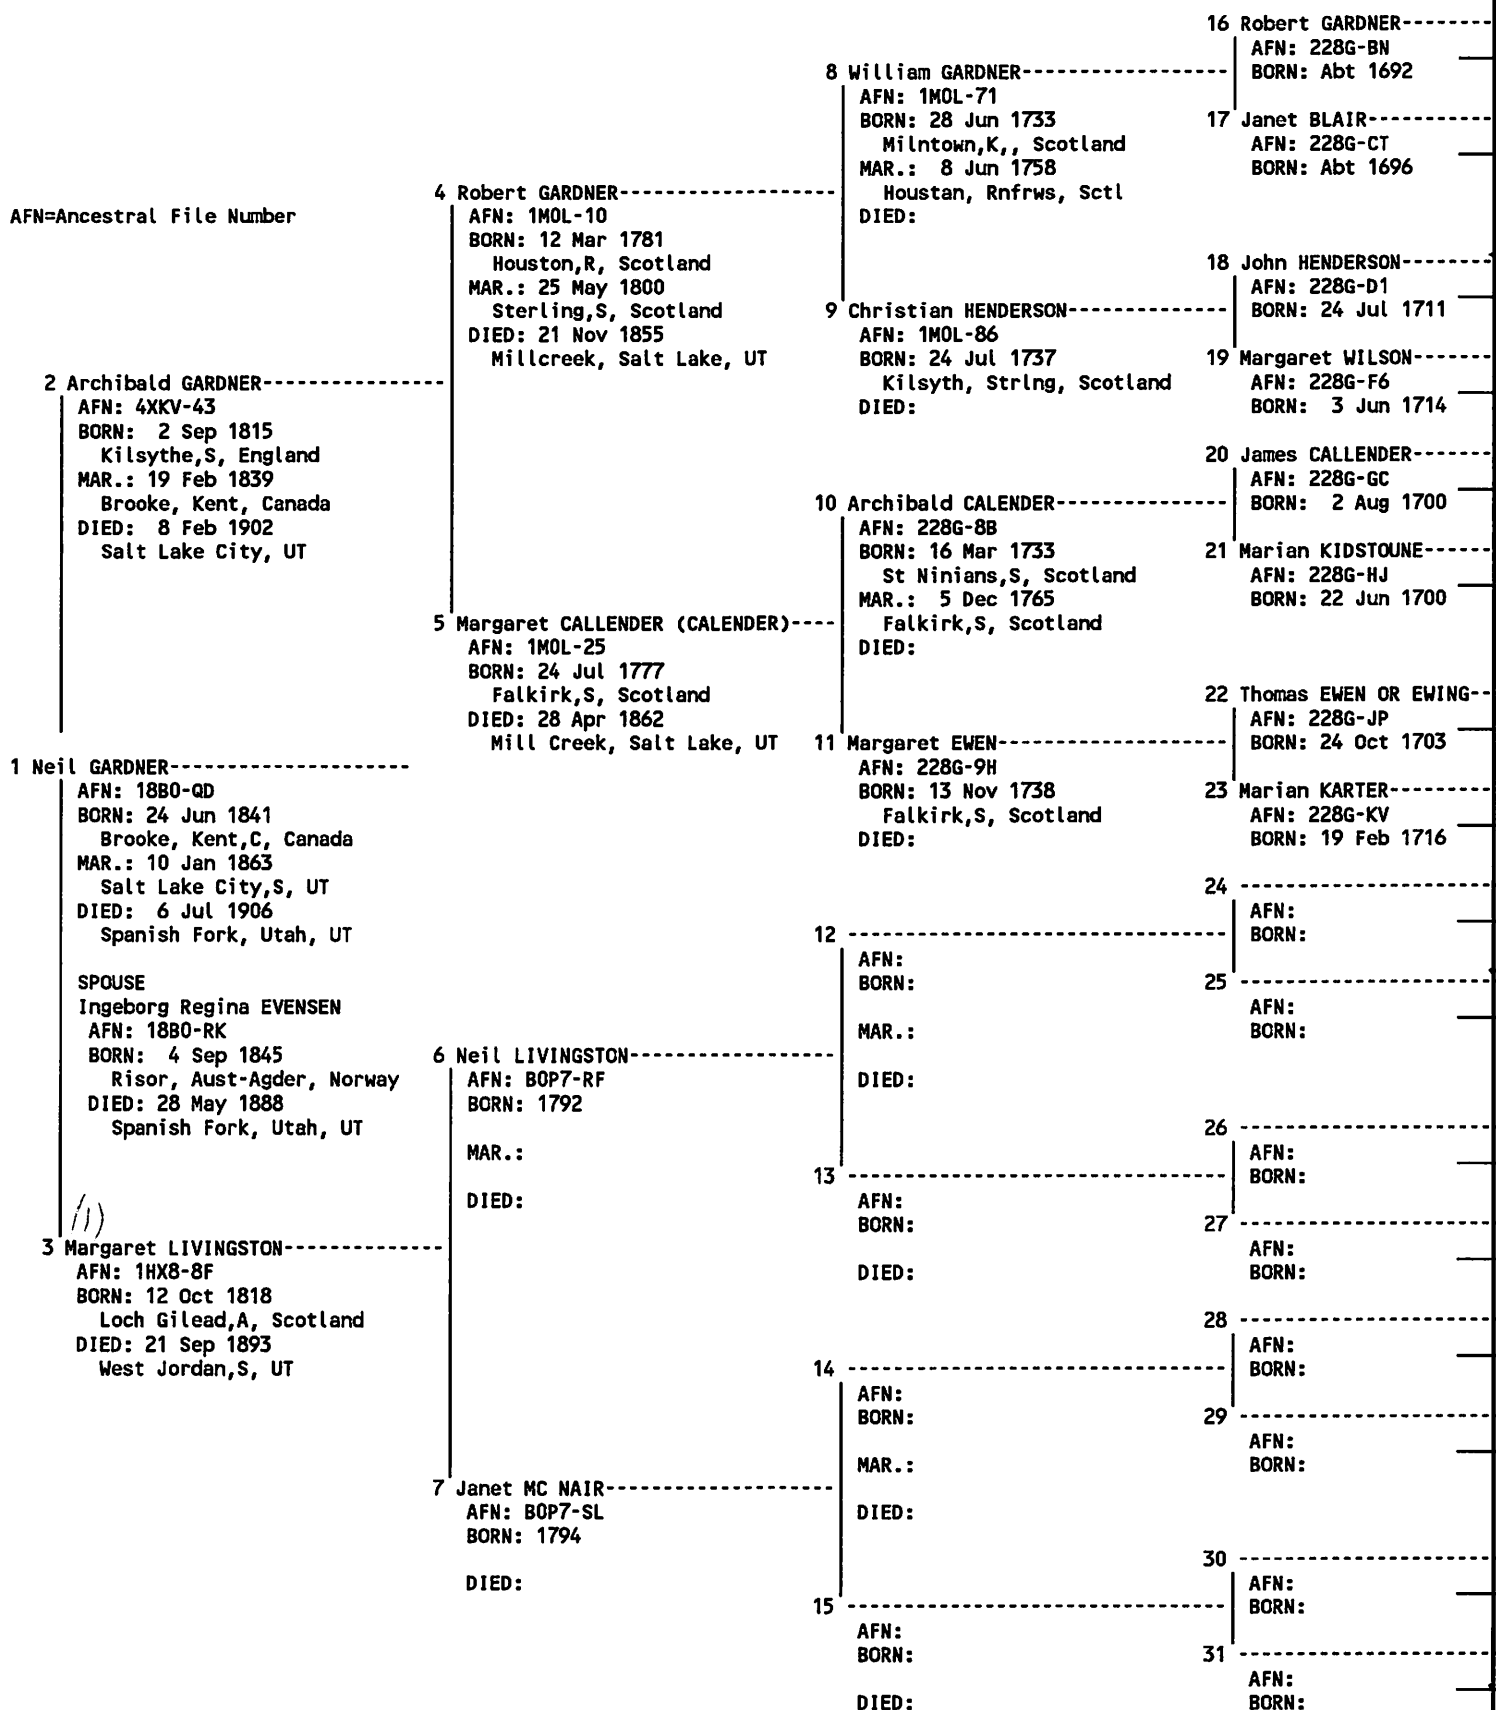 AFN=Ancestral File Number
1 Neil GARDNER--------------------
AFN: 18B0-QD
BORN: 24 Jun 1841
Brooke, Kent,C, Canada
MAR.: 10 Jan 1863
Salt Lake City,S, UT
DIED:  6 Jul 1906
Spanish Fork, Utah, UT
SPOUSE
Ingeborg Regina EVENSEN
AFN: 18B0-RK
BORN:  4 Sep 1845
Risor, Aust-Agder, Norway
DIED: 28 May 1888
Spanish Fork, Utah, UT
2 Archibald GARDNER---------------
AFN: 4XKV-43
BORN:  2 Sep 1815
Kilsythe,S, England
MAR.: 19 Feb 1839
Brooke, Kent, Canada
DIED:  8 Feb 1902
Salt Lake City, UT
3 Margaret LIVINGSTON-------------
AFN: 1HX8-8F
BORN: 12 Oct 1818
Loch Gilead,A, Scotland
DIED: 21 Sep 1893
West Jordan,S, UT
4 Robert GARDNER------------------
AFN: 1MOL-10
BORN: 12 Mar 1781
Houston,R, Scotland
MAR.: 25 May 1800
Sterling,S, Scotland
DIED: 21 Nov 1855
Millcreek, Salt Lake, UT
5 Margaret CALLENDER (CALENDER)----
AFN: 1MOL-25
BORN: 24 Jul 1777
Falkirk,S, Scotland
DIED: 28 Apr 1862
Mill Creek, Salt Lake, UT
6 Neil LIVINGSTON-----------------
AFN: B0P7-RF
BORN: 1792
MAR.:
DIED:
7 Janet MC NAIR-------------------
AFN: B0P7-SL
BORN: 1794
DIED:
8 William GARDNER-----------------
AFN: 1MOL-71
BORN: 28 Jun 1733
Milntown,K,, Scotland
MAR.:  8 Jun 1758
Houstan, Rnfrws, Sctl
DIED:
9 Christian HENDERSON-------------
AFN: 1MOL-86
BORN: 24 Jul 1737
Kilsyth, Strlng, Scotland
DIED:
10 Archibald CALENDER--------------
AFN: 228G-8B
BORN: 16 Mar 1733
St Ninians,S, Scotland
MAR.:  5 Dec 1765
Falkirk,S, Scotland
DIED:
11 Margaret EWEN-------------------
AFN: 228G-9H
BORN: 13 Nov 1738
Falkirk,S, Scotland
DIED:
12 --------------------------------
AFN:
BORN:
MAR.:
DIED:
13 --------------------------------
AFN:
BORN:
DIED:
14 --------------------------------
AFN:
BORN:
MAR.:
DIED:
15 --------------------------------
AFN:
BORN:
DIED:
16 Robert GARDNER--------
AFN: 228G-BN
BORN: Abt 1692
17 Janet BLAIR-----------
AFN: 228G-CT
BORN: Abt 1696
18 John HENDERSON--------
AFN: 228G-D1
BORN: 24 Jul 1711
19 Margaret WILSON-------
AFN: 228G-F6
BORN:  3 Jun 1714
20 James CALLENDER-------
AFN: 228G-GC
BORN:  2 Aug 1700
21 Marian KIDSTOUNE------
AFN: 228G-HJ
BORN: 22 Jun 1700
22 Thomas EWEN OR EWING--
AFN: 228G-JP
BORN: 24 Oct 1703
23 Marian KARTER---------
AFN: 228G-KV
BORN: 19 Feb 1716
24 ----------------------
AFN:
BORN:
25 ----------------------
AFN:
BORN:
26 ----------------------
AFN:
BORN:
27 ----------------------
AFN:
BORN:
28 ----------------------
AFN:
BORN:
29 ----------------------
AFN:
BORN:
30 ----------------------
AFN:
BORN:
31 ----------------------
AFN:
BORN: